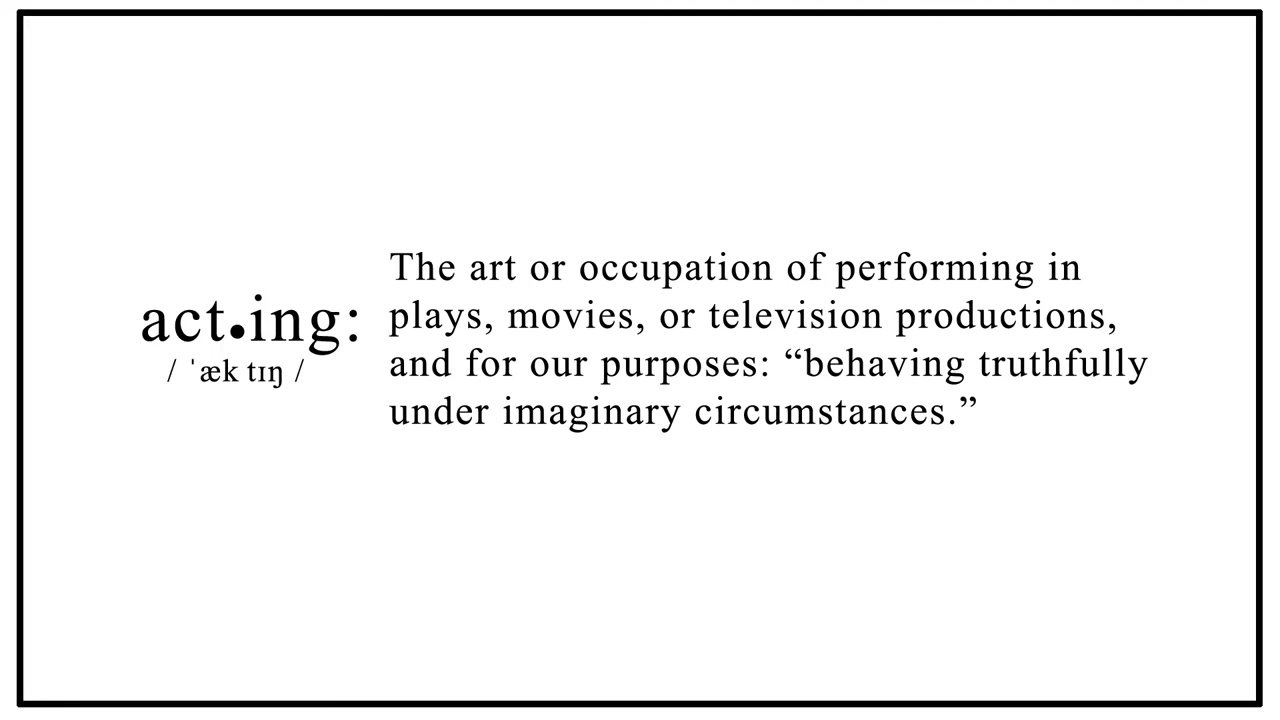 act•ing:
/ ˈæk tɪŋ /
The art or occupation of performing in
plays, movies, or television productions,
and for our purposes: “behaving truthfully
under imaginary circumstances.”